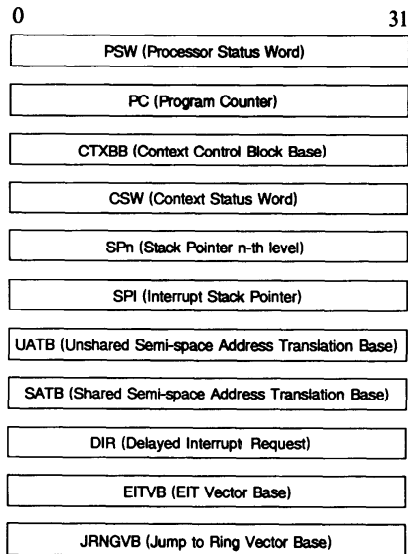 0 31
PSW (Processor Status Word)
PC (Program Counter)
CTXBB (Context Control Block Base)
CSW (Context Status Word)
SPn (Stack Pointer n-th level)
SPI (Interrupt Stack Pointer)
UATB (Unshared Semi-space Address Translation Base)
SATB (Shared Semi-space Address Translation Base)
DIR (Delayed Interrupt Request)
EITVB (EIT Vector Base)
JRNGVB (Jump to Ring Vector Base)